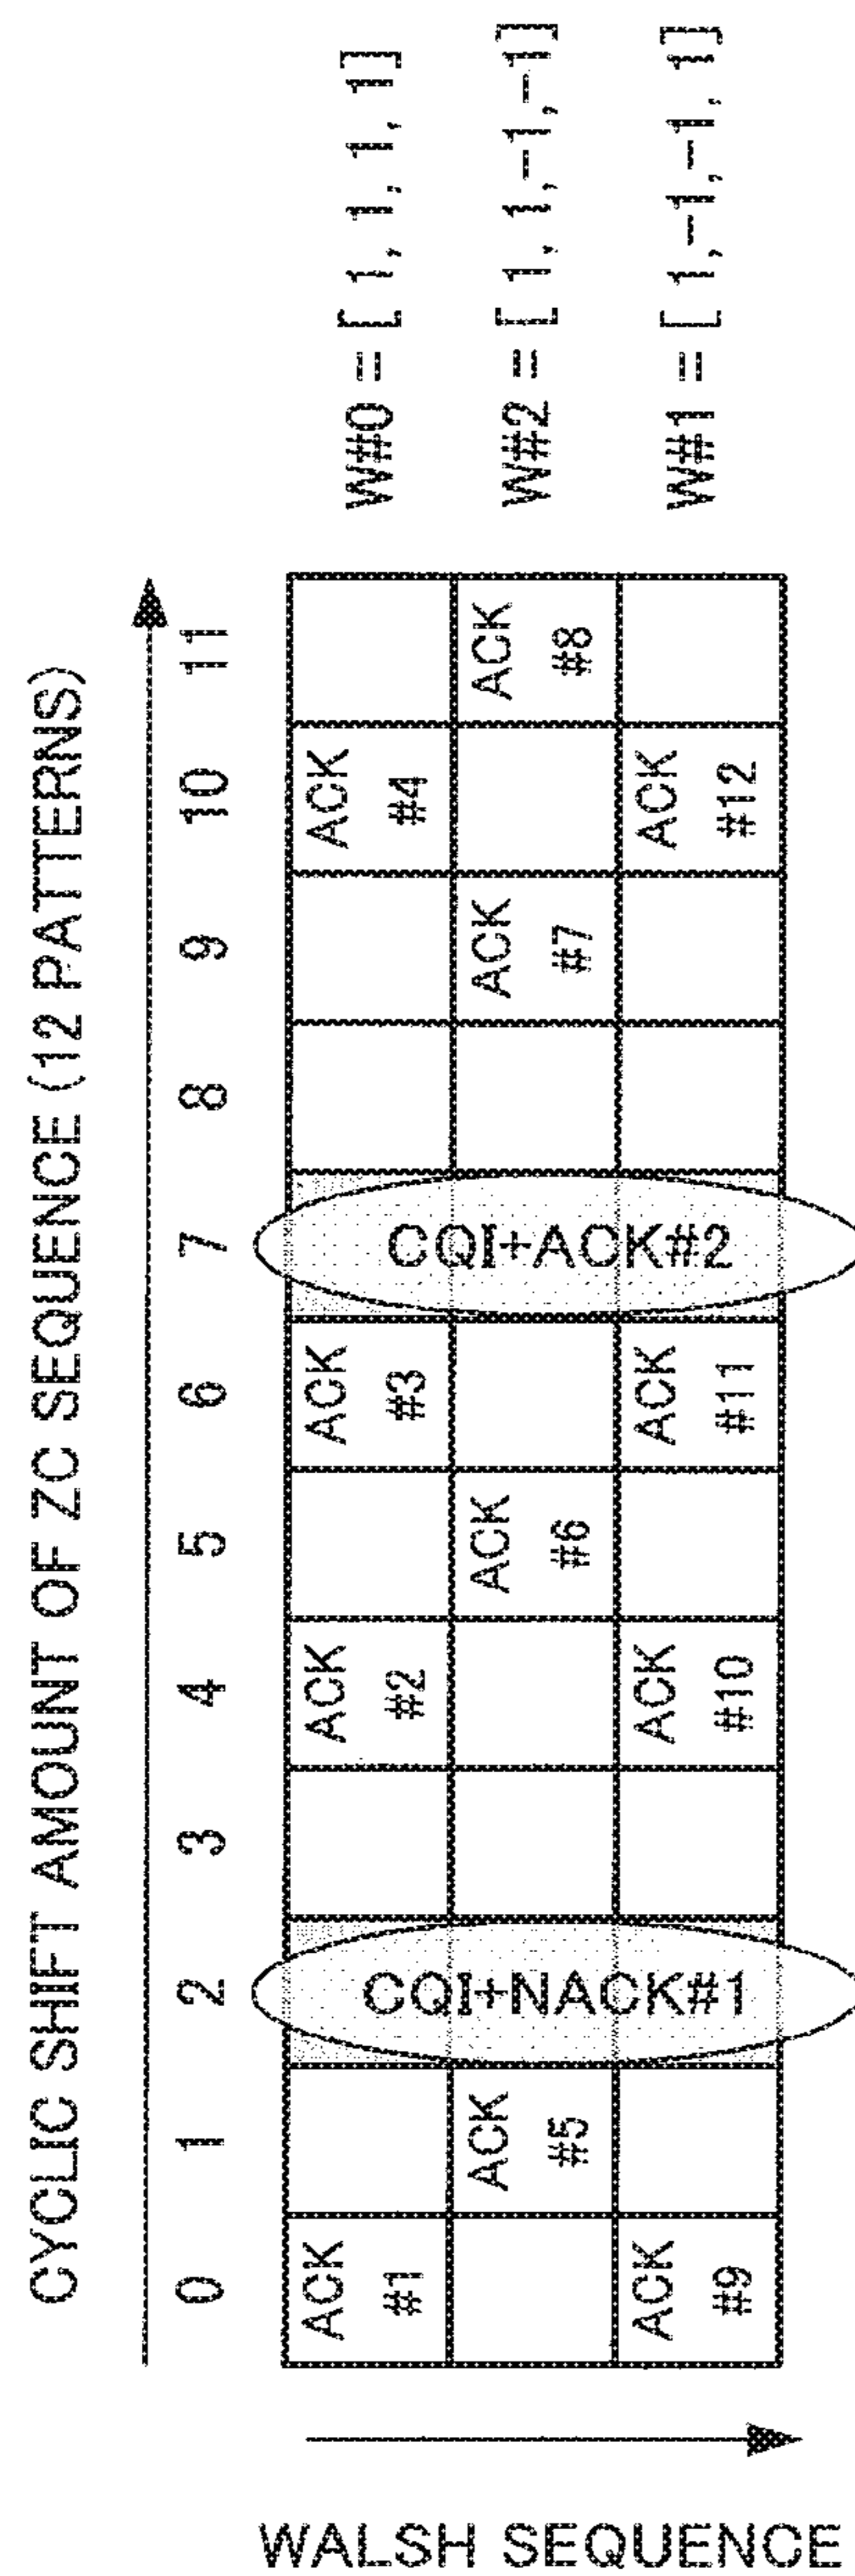 CYCLIC SHIFT AMOUNT OF ZC SEQUENCE (12 PATTERNS)
0 1 2 3 4 5 6 7 8 9 10 11
ACK #1
ACK #2
ACK #3
ACK #4
W#0 = [ 1, 1, 1, 1]
ACK #5
CQI+NACK#1
ACK #6
CQI+ACK#2
ACK #7
ACK #8
W#2 = [ 1, 1,-1,-1]
ACK #9
ACK #10
ACK #11
ACK #12
W#1 = [ 1,-1,-1, 1]
WALSH SEQUENCE